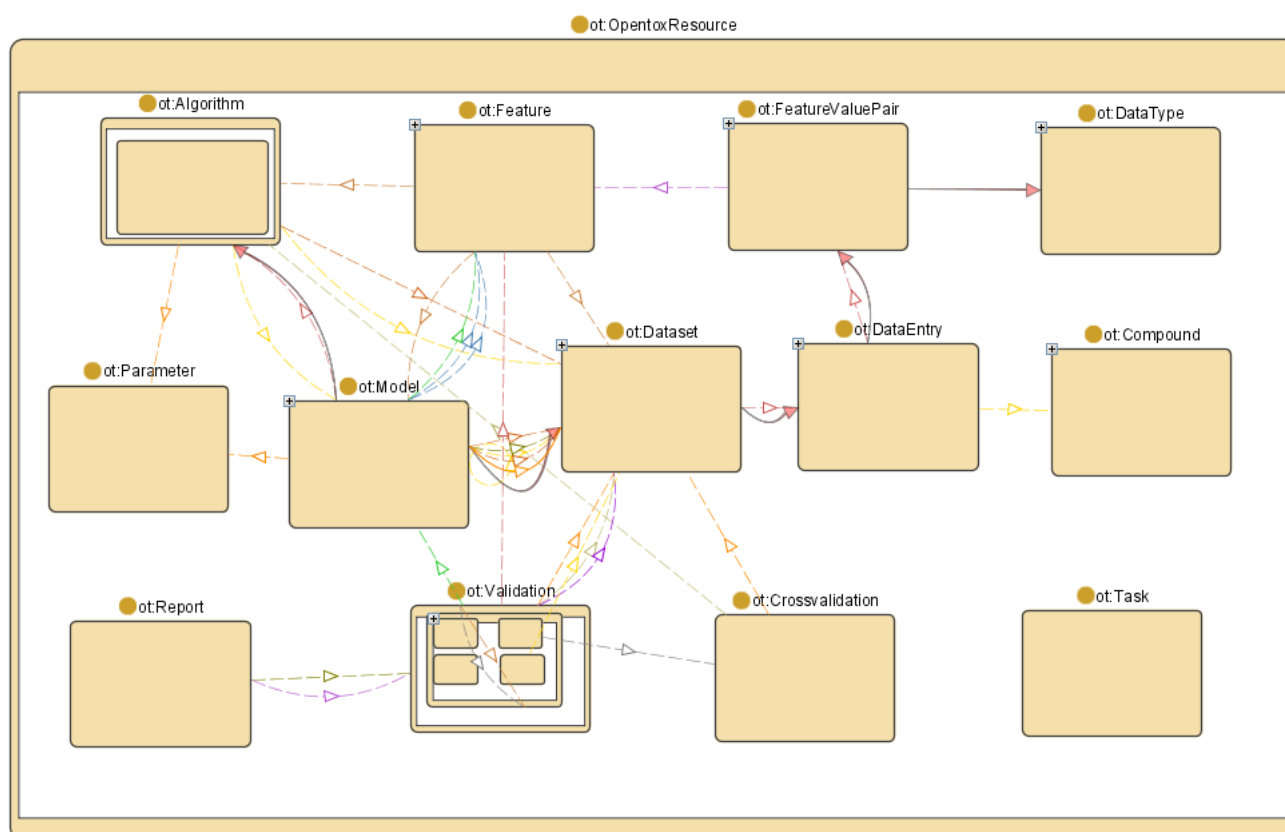 ot:OpentoxResource
ot:Algorithm
ot:Feature
ot:FeatureValuePair
ot:DataType
ot:Parameter
ot:Model
ot:Dataset
ot:DataEntry
ot:Compound
ot:Report
ot:Validation
ot:Crossvalidation
ot:Task